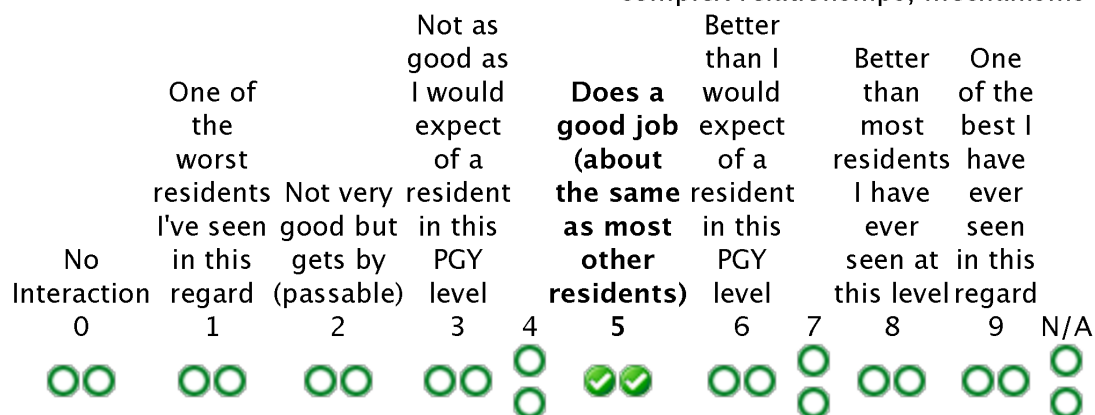 complex relationships, mechanisms
No
Interaction
0
One of
the
worst
residents
I've seen
in this
regard
1
Not very
good but
gets by
(passable)
2
Not as
good as
I would
expect
of a
resident
in this
PGY
level
3
4
Does a
good job
(about
the same
as most
other
residents)
5
Better
than I
would
expect
of a
resident
in this
PGY
level
6
7
Better
than
most
residents
I have
ever
seen at
this level
8
One
of the
best I
have
ever
seen
in this
regard
9
N/A